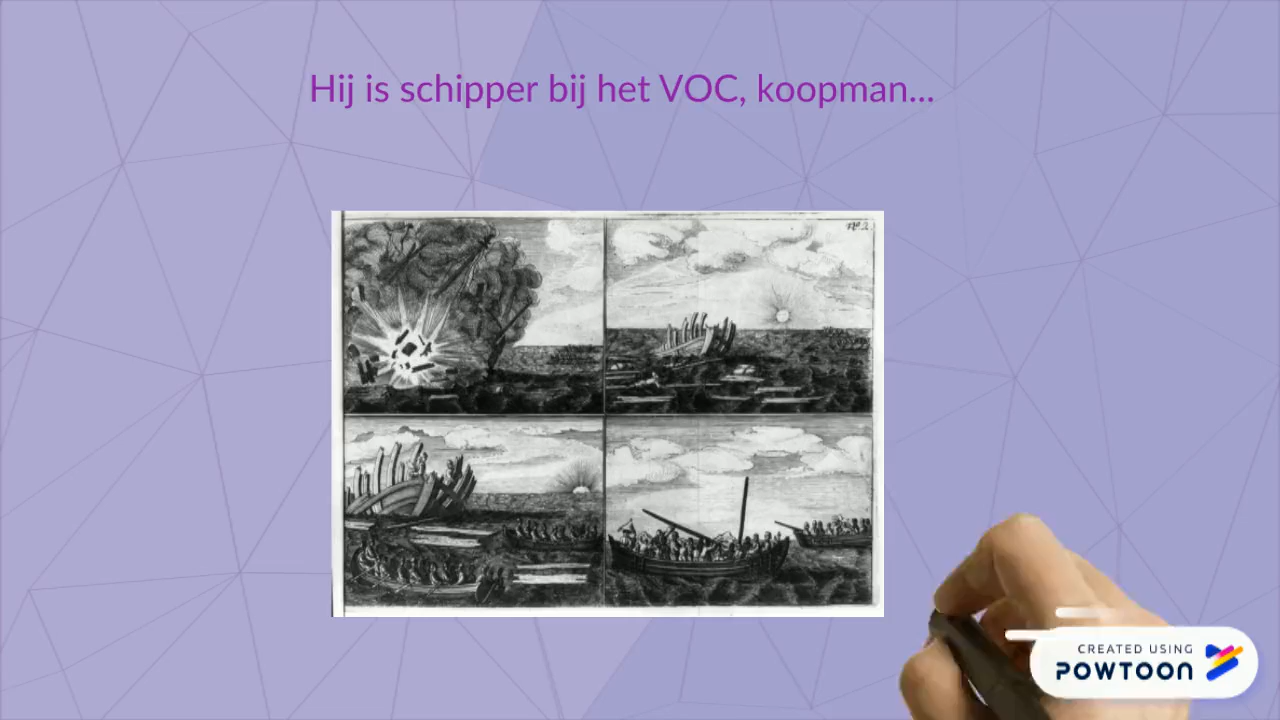 Hij is schipper bij het VOC, koopman...
CREATED USING
POWTOON